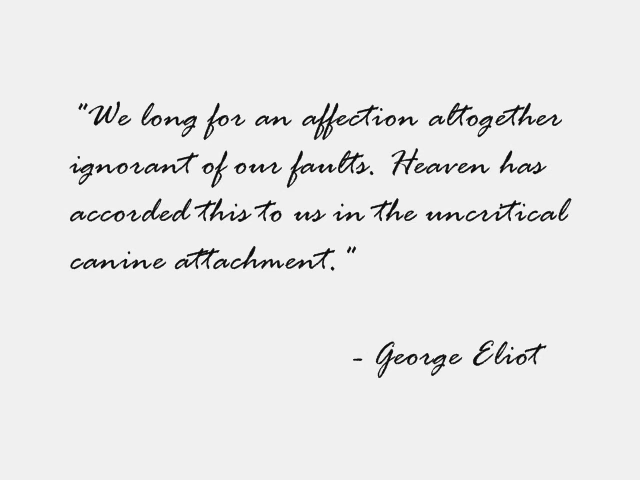 "We long for an affection altogether
ignorant of our faults. Heaven has
accorded this to us in the uncritical
canine attachment."
- George Eliot